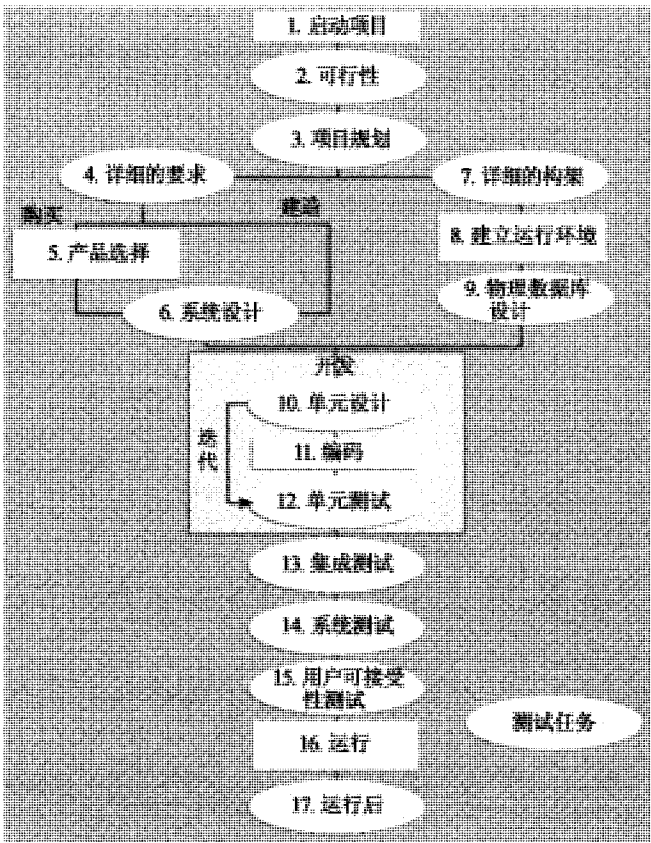 1. 启动项目
2. 可行性
3. 项目规划
4. 详细的要求
7. 详细的构架
购买
建造
5. 产品选择
8. 建立运行环境
6. 系统设计
9. 物理数据库
设计
开发
10. 单元设计
迭
代
11. 编码
12. 单元测试
13. 集成测试
14. 系统测试
15. 用户可接受
性测试
测试任务
16. 运行
17. 运行后